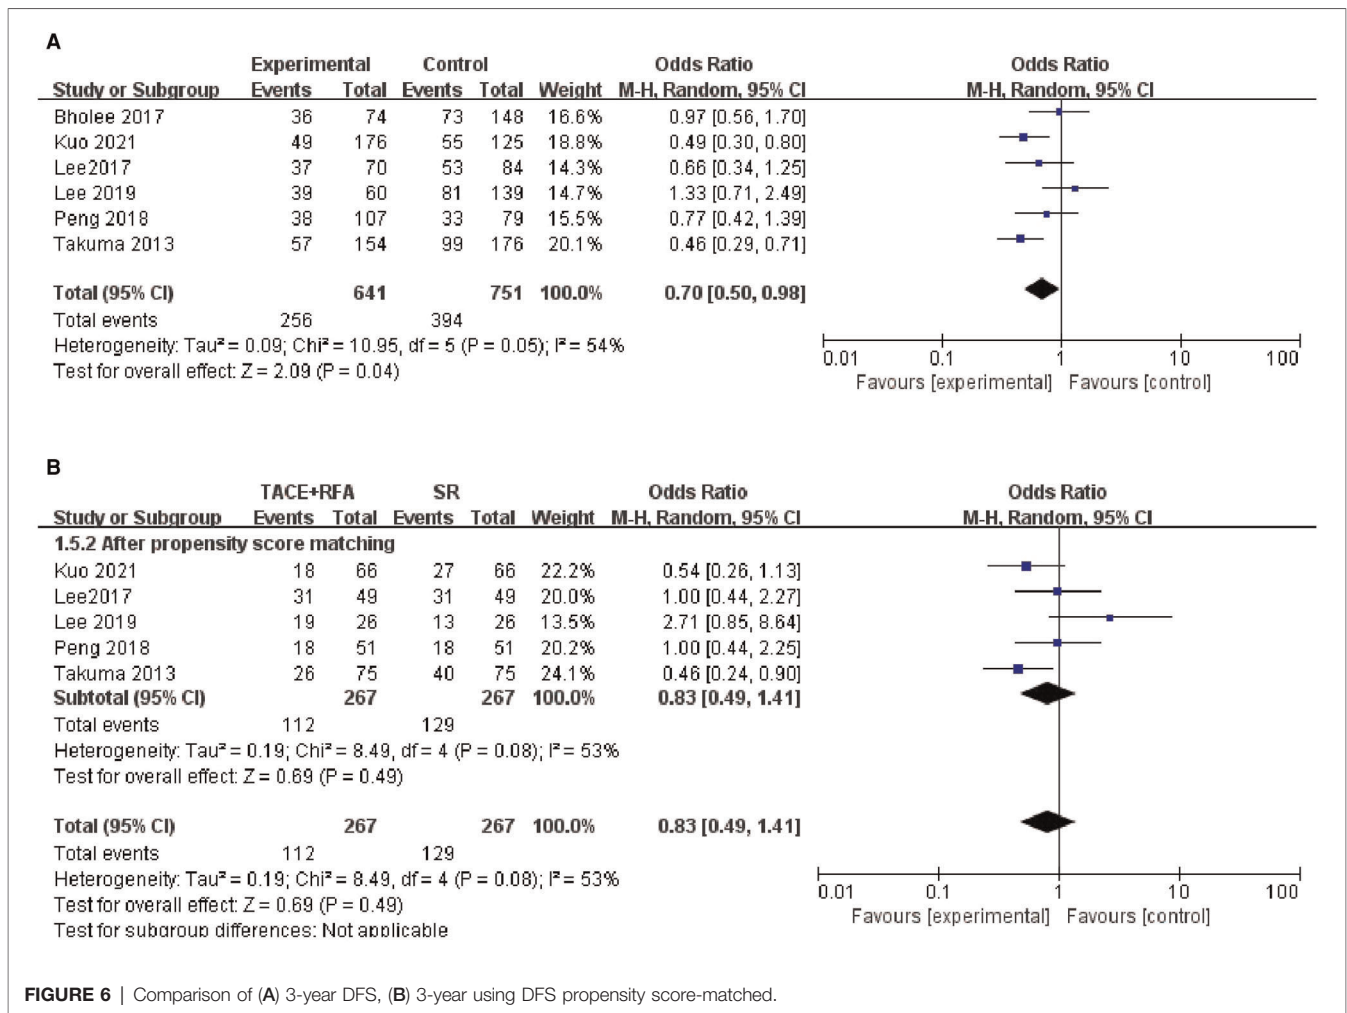 A
Experimental Control Odds Ratio Odds Ratio
Study or Subgroup Events Total Events Total Weight M-H, Random, 95% CI M-H, Random, 95% CI
Bholee 2017 36 74 73 148 16.6% 0.97 [0.56, 1.70]
Kuo 2021 49 176 55 125 18.8% 0.49 [0.30, 0.80]
Lee2017 37 70 53 84 14.3% 0.66 [0.34, 1.25]
Lee 2019 39 60 81 139 14.7% 1.33 [0.71, 2.49]
Peng 2018 38 107 33 79 15.5% 0.77 [0.42, 1.39]
Takuma 2013 57 154 99 176 20.1% 0.46 [0.29, 0.71]
Total (95% CI) 641 751 100.0% 0.70 [0.50, 0.98]
Total events 256 394
Heterogeneity: Tau² = 0.09; Chi² = 10.95, df = 5 (P = 0.05); I² = 54%
Test for overall effect: Z = 2.09 (P = 0.04)
0.01 0.1 1 10 100
Favours [experimental] Favours [control]
B
TACE+RFA SR Odds Ratio Odds Ratio
Study or Subgroup Events Total Events Total Weight M-H, Random, 95% CI M-H, Random, 95% CI
1.5.2 After propensity score matching
Kuo 2021 18 66 27 66 22.2% 0.54 [0.26, 1.13]
Lee2017 31 49 31 49 20.0% 1.00 [0.44, 2.27]
Lee 2019 19 26 13 26 13.5% 2.71 [0.85, 8.64]
Peng 2018 18 51 18 51 20.2% 1.00 [0.44, 2.25]
Takuma 2013 26 75 40 75 24.1% 0.46 [0.24, 0.90]
Subtotal (95% CI) 267 267 100.0% 0.83 [0.49, 1.41]
Total events 112 129
Heterogeneity: Tau² = 0.19; Chi² = 8.49, df = 4 (P = 0.08); I² = 53%
Test for overall effect: Z = 0.69 (P = 0.49)
Total (95% CI) 267 267 100.0% 0.83 [0.49, 1.41]
Total events 112 129
Heterogeneity: Tau² = 0.19; Chi² = 8.49, df = 4 (P = 0.08); I² = 53%
Test for overall effect: Z = 0.69 (P = 0.49)
Test for subgroup differences: Not applicable
0.01 0.1 1 10 100
Favours [experimental] Favours [control]
FIGURE 6 | Comparison of (A) 3-year DFS, (B) 3-year using DFS propensity score-matched.